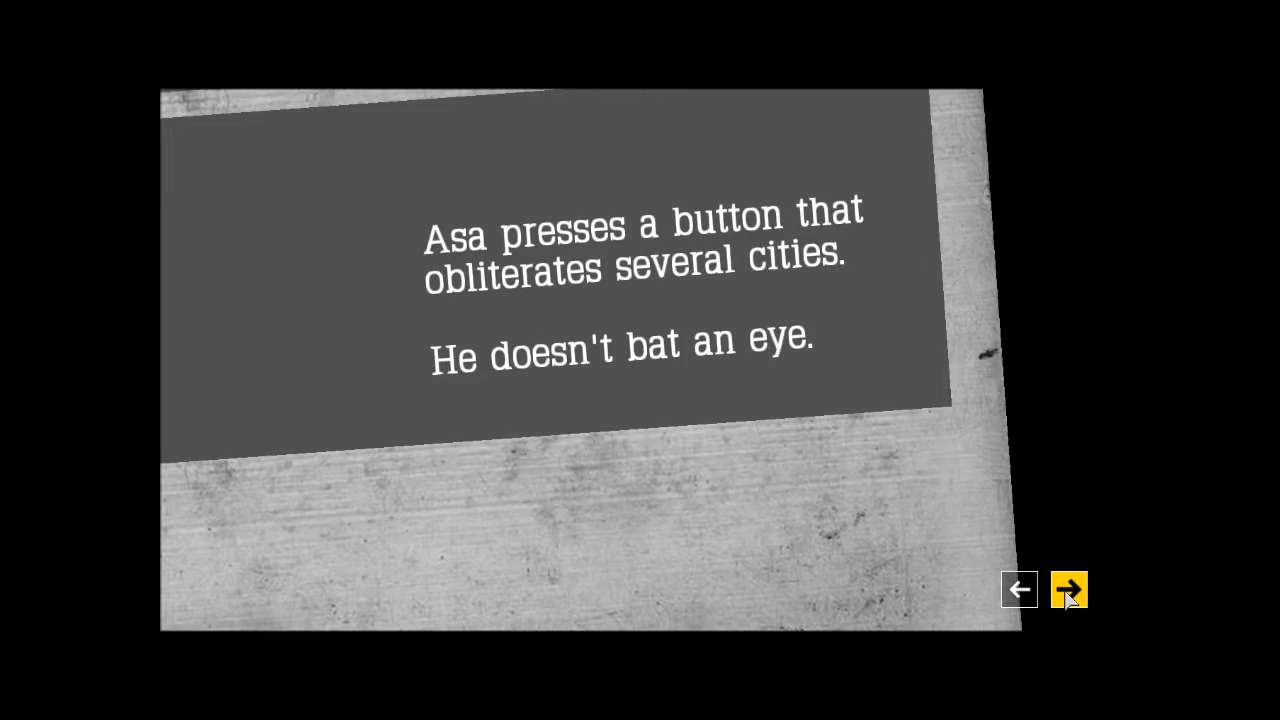 Asa presses a button that
obliterates several cities.
He doesn't bat an eye.